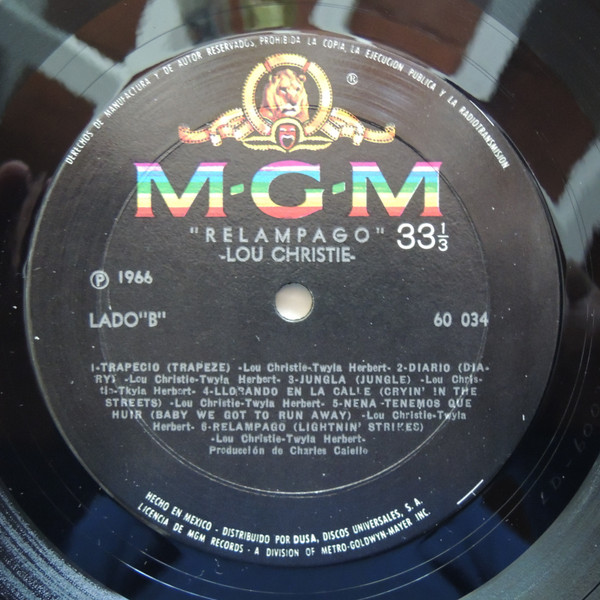 DERECHOS DE MANUFACTURA Y DE AUTOR RESERVADOS, PROHIBIDA LA COPIA, LA EJECUCION PUBLICA Y LA RADIOTRANSMISION
®
M·G·M
"RELAMPAGO" 33 1/3
-LOU CHRISTIE-
Ⓟ 1966
LADO"B" 60 034
1-TRAPECIO (TRAPEZE) -Lou Christie-Twyla Herbert- 2-DIARIO (DIA-
RY) -Lou Christie-Twyla Herbert- 3-JUNGLA (JUNGLE) -Lou Chris-
tie-Tkyla Herbert- 4-LLORANDO EN LA CALLE (CRYIN' IN THE
STREETS) -Lou Christie-Twyla Herbert- 5-NENA -TENEMOS QUE
HUIR (BABY WE GOT TO RUN AWAY) -Lou Christie-Twyla
Herbert- 6-RELAMPAGO (LIGHTNIN' STRIKES)
-Lou Christie-Twyla Herbert-
Producción de Charles Calello
HECHO EN MEXICO - DISTRIBUIDO POR DUSA, DISCOS UNIVERSALES, S.A.
LICENCIA DE MGM RECORDS - A DIVISION OF METRO-GOLDWYN-MAYER INC.